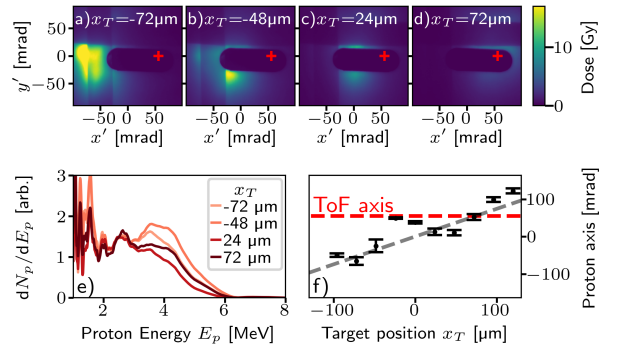 a) x_T=-72μm
b) x_T=-48μm
c) x_T=24μm
d) x_T=72μm
y′ [mrad]
50
0
−50
−50 0 50
−50 0 50
−50 0 50
−50 0 50
x′ [mrad]
x′ [mrad]
x′ [mrad]
x′ [mrad]
10
0
Dose [Gy]
dN_p/dE_p [arb.]
3
2
1
0
x_T
-72 μm
-48 μm
24 μm
72 μm
e)
2 4 6 8
Proton Energy E_p [MeV]
ToF axis
f)
100
0
−100
Proton axis [mrad]
−100 0 100
Target position x_T [μm]